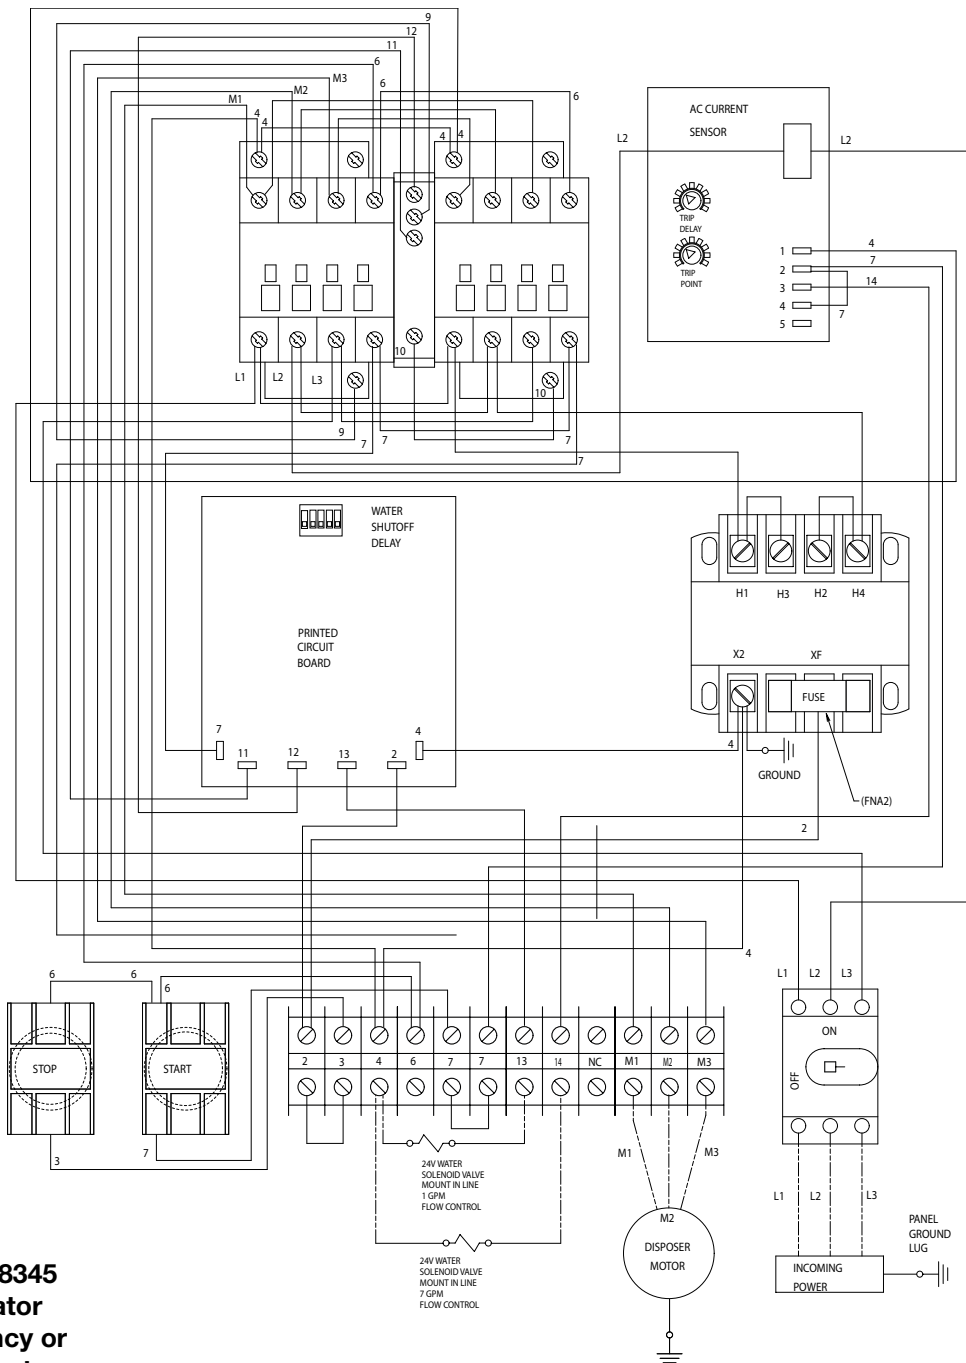 9
12
11
6
M3
M2
6
6
M1
4
4
4
4
AC CURRENT
SENSOR
L2
L2
TRIP
DELAY
TRIP
POINT
1
4
2
7
3
14
4
7
5
10
L1
L2
L3
10
9
7
7
7
7
WATER
SHUTOFF
DELAY
PRINTED
CIRCUIT
BOARD
7
11
12
13
2
4
H1
H3
H2
H4
X2
XF
FUSE
4
GROUND
(FNA2)
2
4
6
6
6
STOP
START
3
7
2
3
4
6
7
7
13
14
NC
M1
M2
M3
L1
L2
L3
ON
OFF
24V WATER
SOLENOID VALVE
MOUNT IN LINE
1 GPM
FLOW CONTROL
M1
M3
M2
DISPOSER
MOTOR
24V WATER
SOLENOID VALVE
MOUNT IN LINE
7 GPM
FLOW CONTROL
L1
L2
L3
INCOMING
POWER
PANEL
GROUND
LUG
8345
ator
ncy or